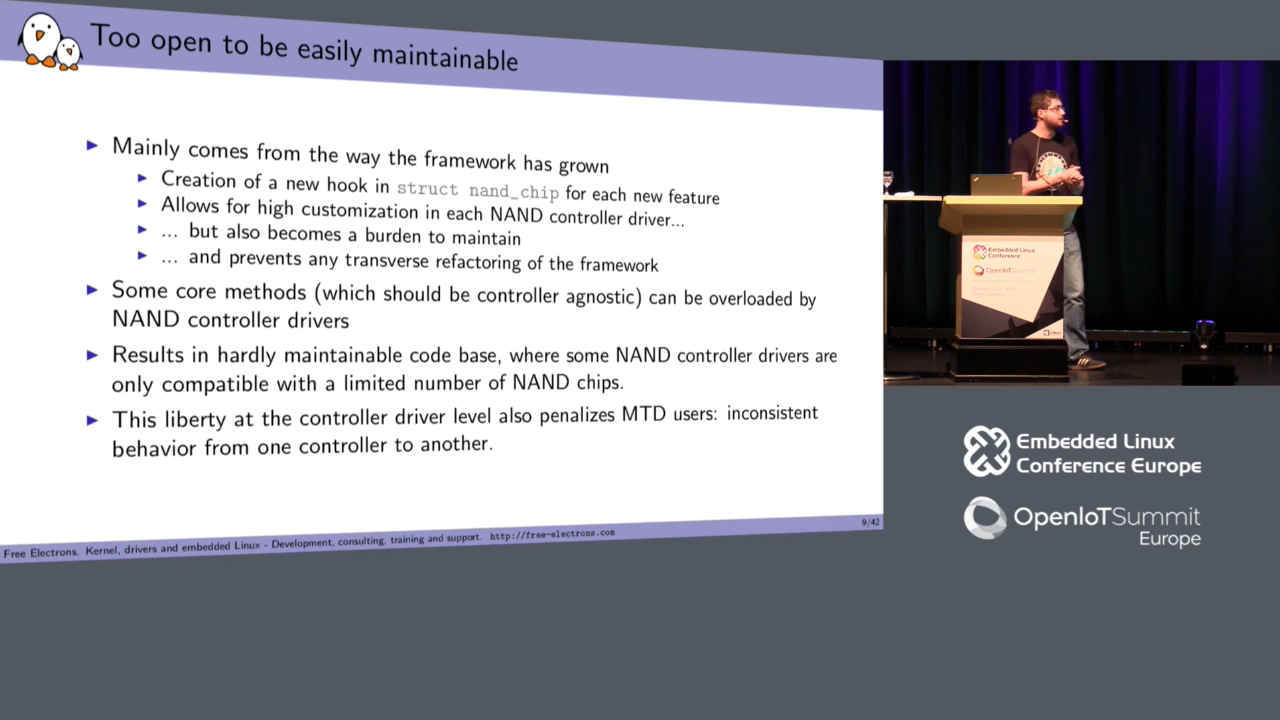 Too open to be easily maintainable
Mainly comes from the way the framework has grown
Creation of a new hook in struct nand_chip for each new feature
Allows for high customization in each NAND controller driver...
... but also becomes a burden to maintain
... and prevents any transverse refactoring of the framework
Some core methods (which should be controller agnostic) can be overloaded by
NAND controller drivers
Results in hardly maintainable code base, where some NAND controller drivers are
only compatible with a limited number of NAND chips.
This liberty at the controller driver level also penalizes MTD users: inconsistent
behavior from one controller to another.
Free Electrons. Kernel, drivers and embedded Linux - Development, consulting, training and support. http://free-electrons.com
9/42
Embedded Linux
Conference
OpenIoTSummit
Embedded Linux
Conference Europe
OpenIoTSummit
Europe